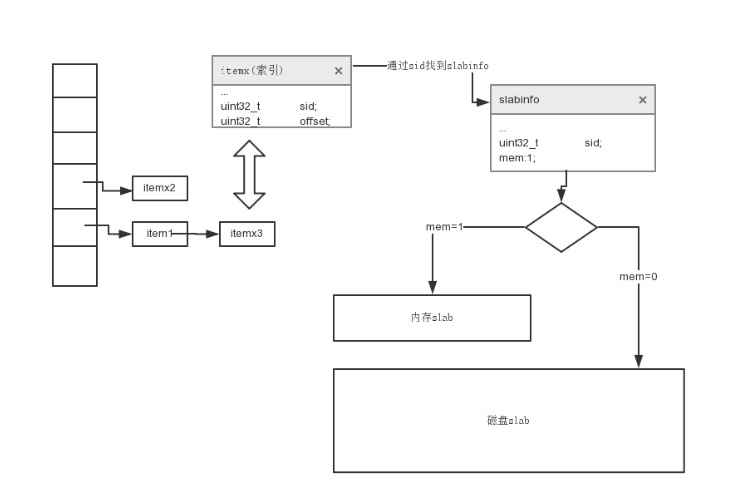 itemx(索引)
...
uint32_t sid;
uint32_t offset;
通过sid找到slabinfo
slabinfo
...
uint32_t sid;
mem:1;
itemx2
item1
itemx3
mem=1
mem=0
内存slab
磁盘slab